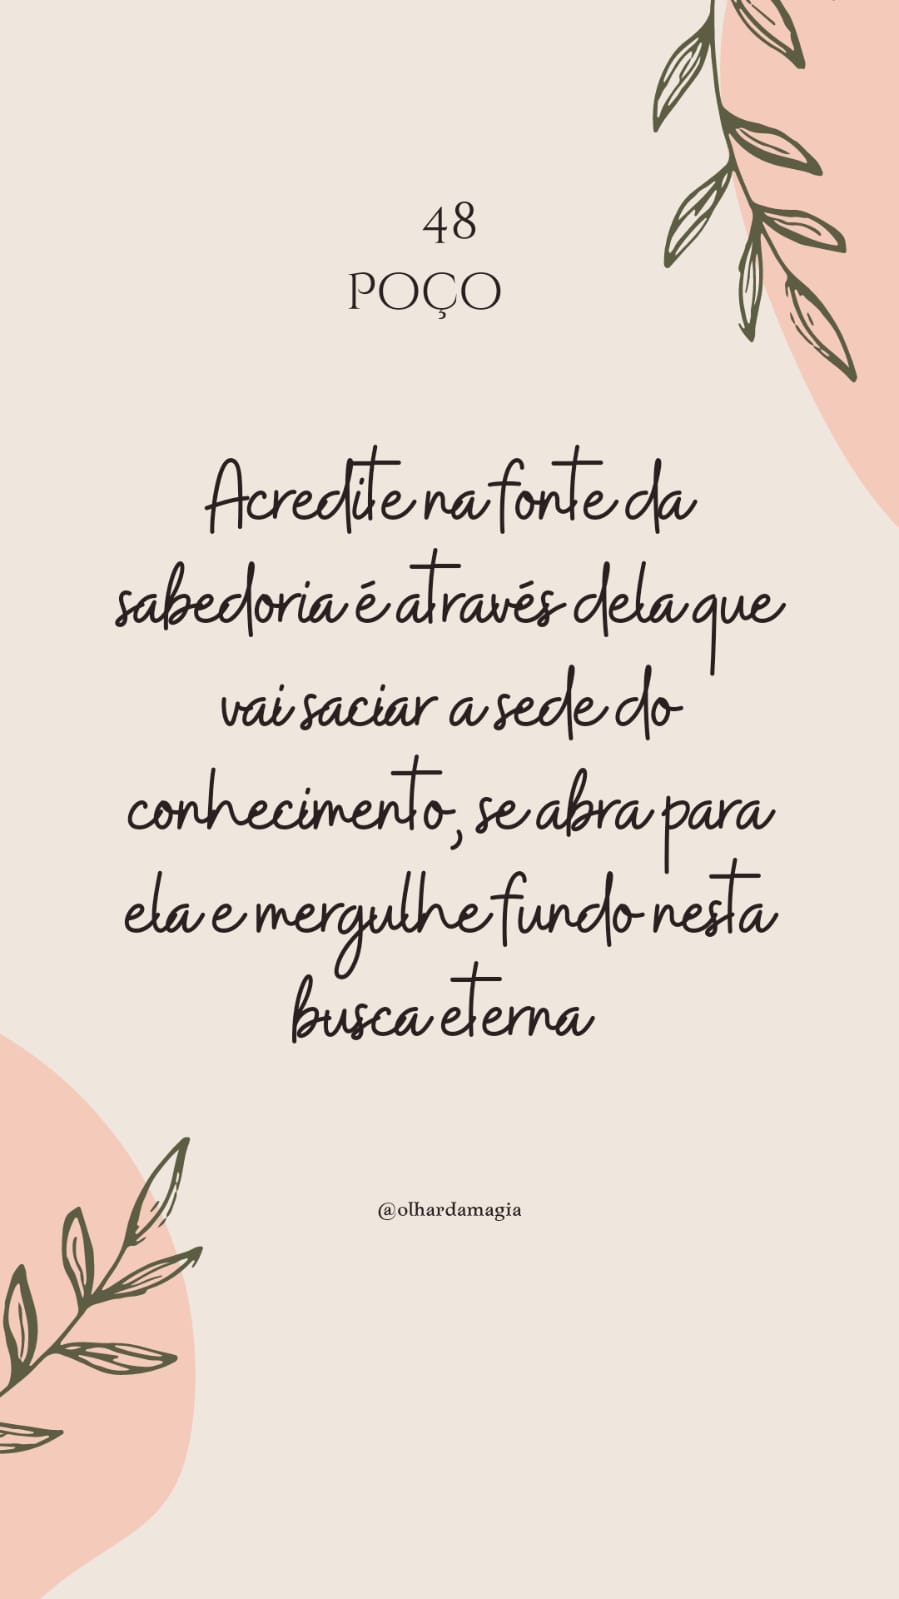 48
POÇO
Acredite na fonte da
sabedoria é através dela que
vai saciar a sede do
conhecimento, se abra para
ela e mergulhe fundo nesta
busca eterna
@olhardamagia